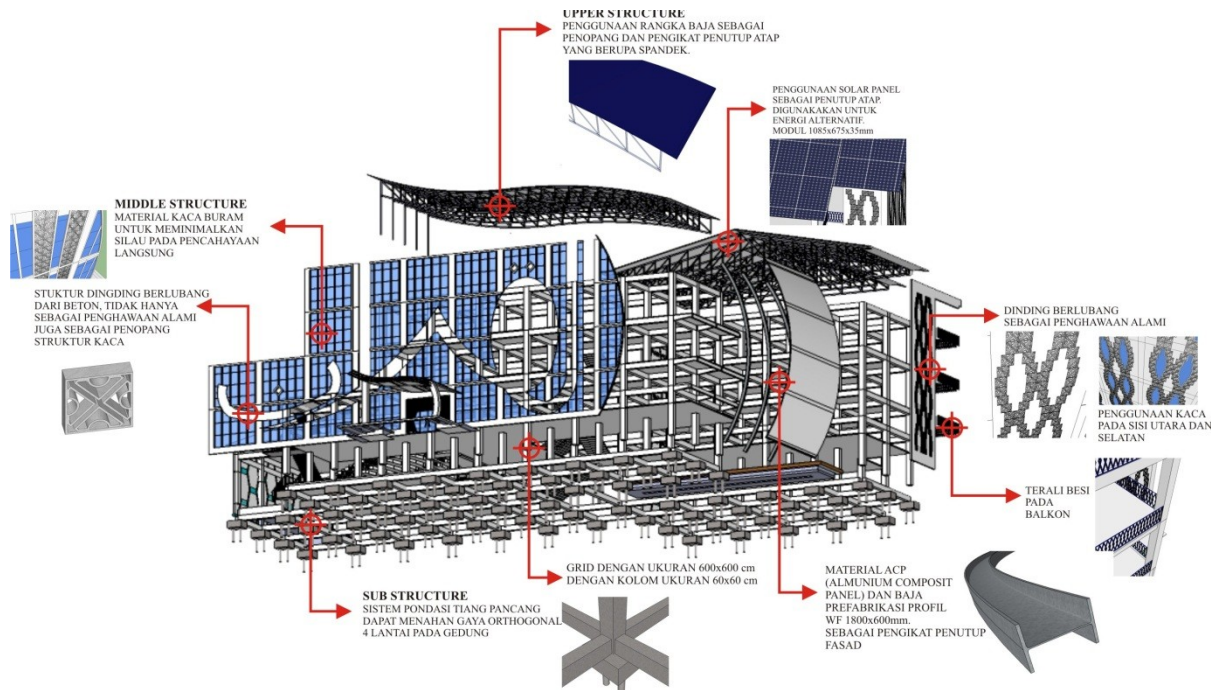 UPPER STRUCTURE
PENGGUNAAN RANGKA BAJA SEBAGAI
PENOPANG DAN PENGIKAT PENUTUP ATAP
YANG BERUPA SPANDEK.
PENGGUNAAN SOLAR PANEL
SEBAGAI PENUTUP ATAP.
DIGUNAKAKAN UNTUK
ENERGI ALTERNATIF.
MODUL 1085x675x35mm
MIDDLE STRUCTURE
MATERIAL KACA BURAM
UNTUK MEMINIMALKAN
SILAU PADA PENCAHAYAAN
LANGSUNG
STUKTUR DINGDING BERLUBANG
DARI BETON, TIDAK HANYA
SEBAGAI PENGHAWAAN ALAMI
JUGA SEBAGAI PENOPANG
STRUKTUR KACA
DINDING BERLUBANG
SEBAGAI PENGHAWAAN ALAMI
PENGGUNAAN KACA
PADA SISI UTARA DAN
SELATAN
TERALI BESI
PADA
BALKON
GRID DENGAN UKURAN 600x600 cm
DENGAN KOLOM UKURAN 60x60 cm
SUB STRUCTURE
SISTEM PONDASI TIANG PANCANG
DAPAT MENAHAN GAYA ORTHOGONAL
4 LANTAI PADA GEDUNG
MATERIAL ACP
(ALMUNIUM COMPOSIT
PANEL) DAN BAJA
PREFABRIKASI PROFIL
WF 1800x600mm.
SEBAGAI PENGIKAT PENUTUP
FASAD